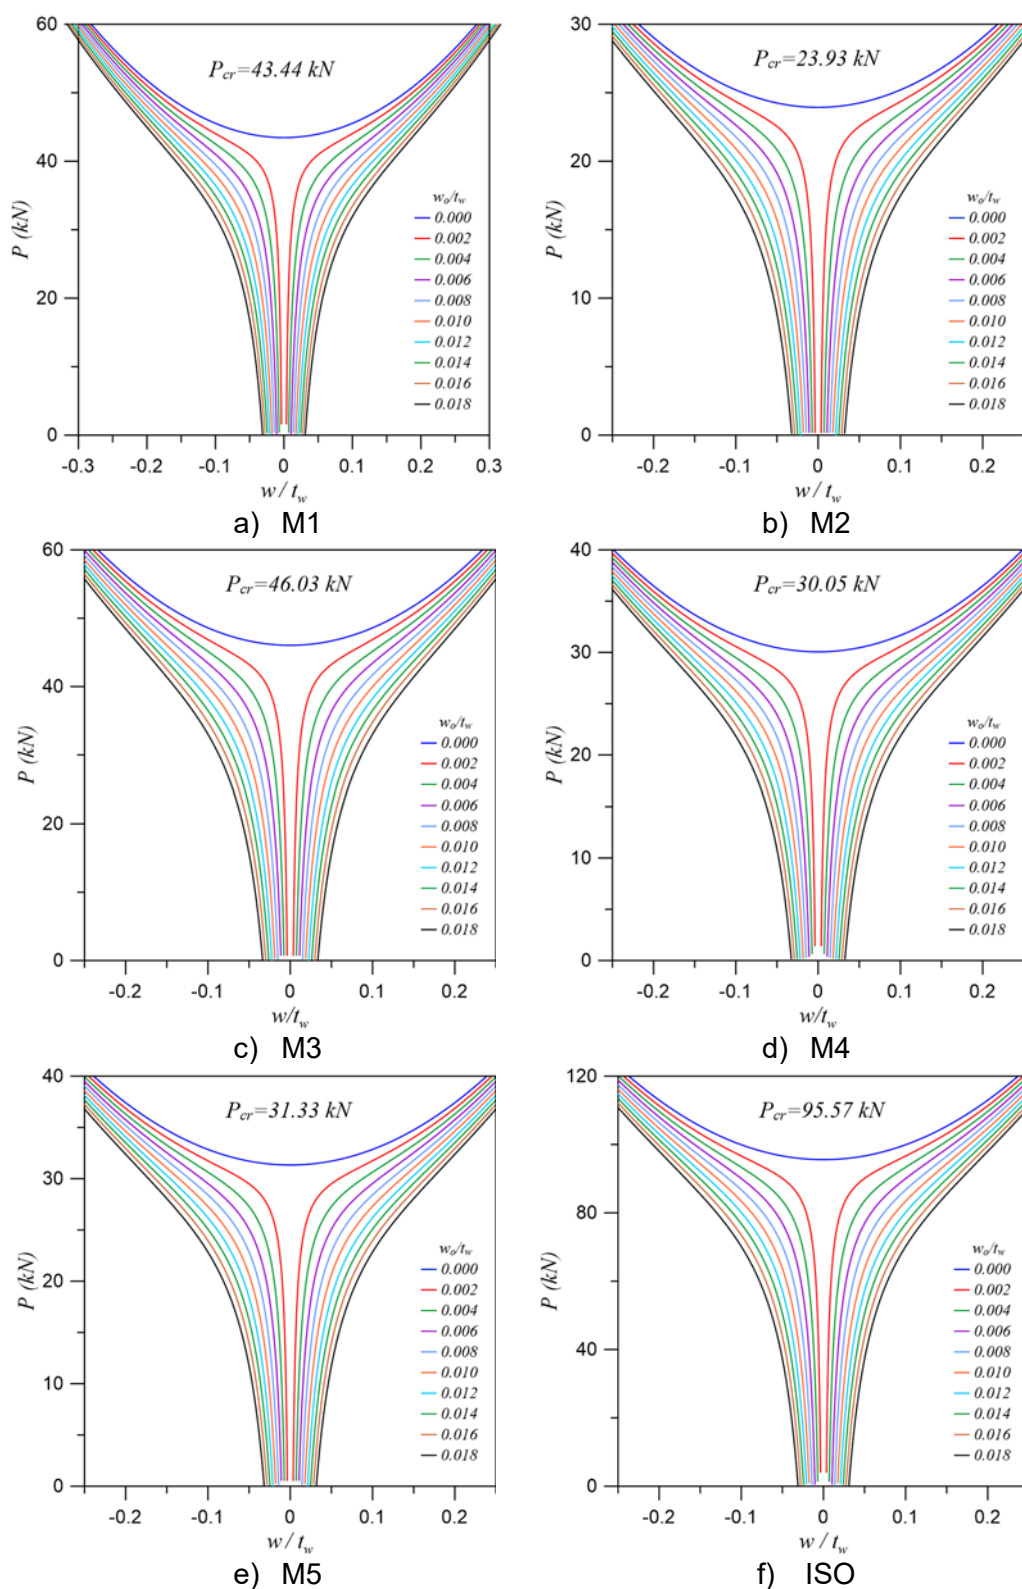 60
40
20
0
P (kN)
P_cr=43.44 kN
w_o/t_w
0.000
0.002
0.004
0.006
0.008
0.010
0.012
0.014
0.016
0.018
-0.3 -0.2 -0.1 0 0.1 0.2 0.3
w / t_w
a) M1
30
20
10
0
P (kN)
P_cr=23.93 kN
w_o/t_w
0.000
0.002
0.004
0.006
0.008
0.010
0.012
0.014
0.016
0.018
-0.2 -0.1 0 0.1 0.2
w / t_w
b) M2
60
40
20
0
P (kN)
P_cr=46.03 kN
w_o/t_w
0.000
0.002
0.004
0.006
0.008
0.010
0.012
0.014
0.016
0.018
-0.2 -0.1 0 0.1 0.2
w/t_w
c) M3
40
30
20
10
0
P (kN)
P_cr=30.05 kN
w_o/t_w
0.000
0.002
0.004
0.006
0.008
0.010
0.012
0.014
0.016
0.018
-0.2 -0.1 0 0.1 0.2
w/t_w
d) M4
40
30
20
10
0
P (kN)
P_cr=31.33 kN
w_o/t_w
0.000
0.002
0.004
0.006
0.008
0.010
0.012
0.014
0.016
0.018
-0.2 -0.1 0 0.1 0.2
w / t_w
e) M5
120
80
40
0
P (kN)
P_cr=95.57 kN
w_o/t_w
0.000
0.002
0.004
0.006
0.008
0.010
0.012
0.014
0.016
0.018
-0.2 -0.1 0 0.1 0.2
w / t_w
f) ISO